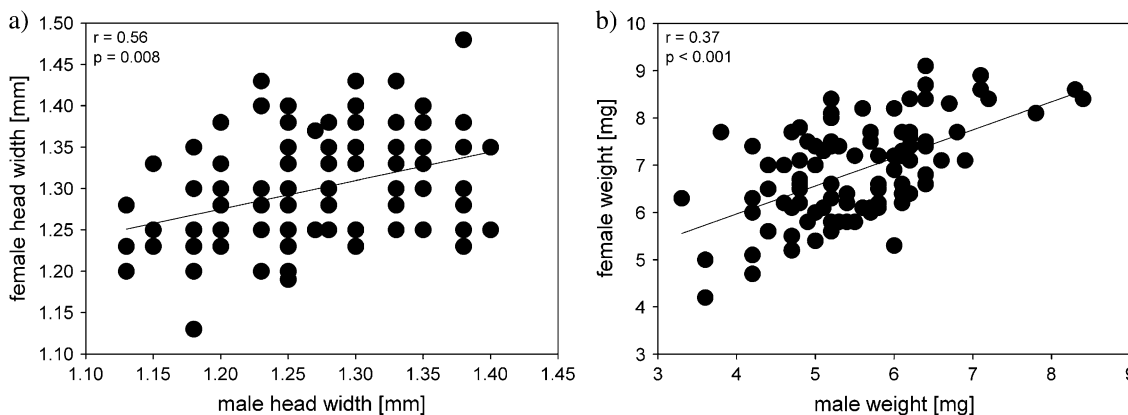 a)
r = 0.56
p = 0.008
female head width [mm]
1.50
1.45
1.40
1.35
1.30
1.25
1.20
1.15
1.10
1.10 1.15 1.20 1.25 1.30 1.35 1.40 1.45
male head width [mm]
b)
r = 0.37
p < 0.001
female weight [mg]
10
9
8
7
6
5
4
3
3 4 5 6 7 8 9
male weight [mg]